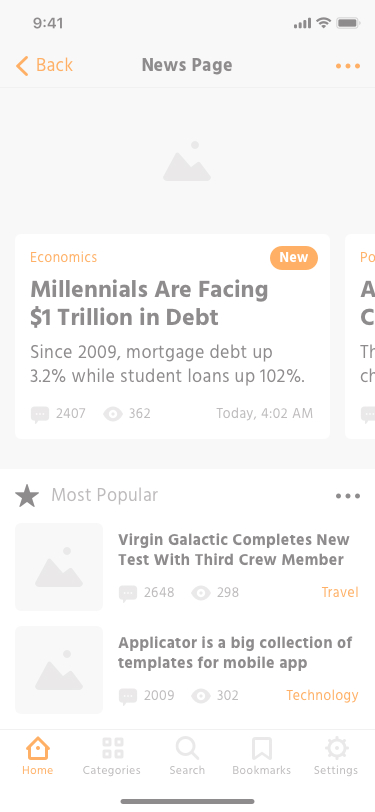 9:41
Back
News Page
Economics
New
Po
Millennials Are Facing
$1 Trillion in Debt
A
C
Since 2009, mortgage debt up
3.2% while student loans up 102%.
Th
ch
2407
362
Today, 4:02 AM
Most Popular
Virgin Galactic Completes New
Test With Third Crew Member
2648
298
Travel
Applicator is a big collection of
templates for mobile app
2009
302
Technology
Home
Categories
Search
Bookmarks
Settings